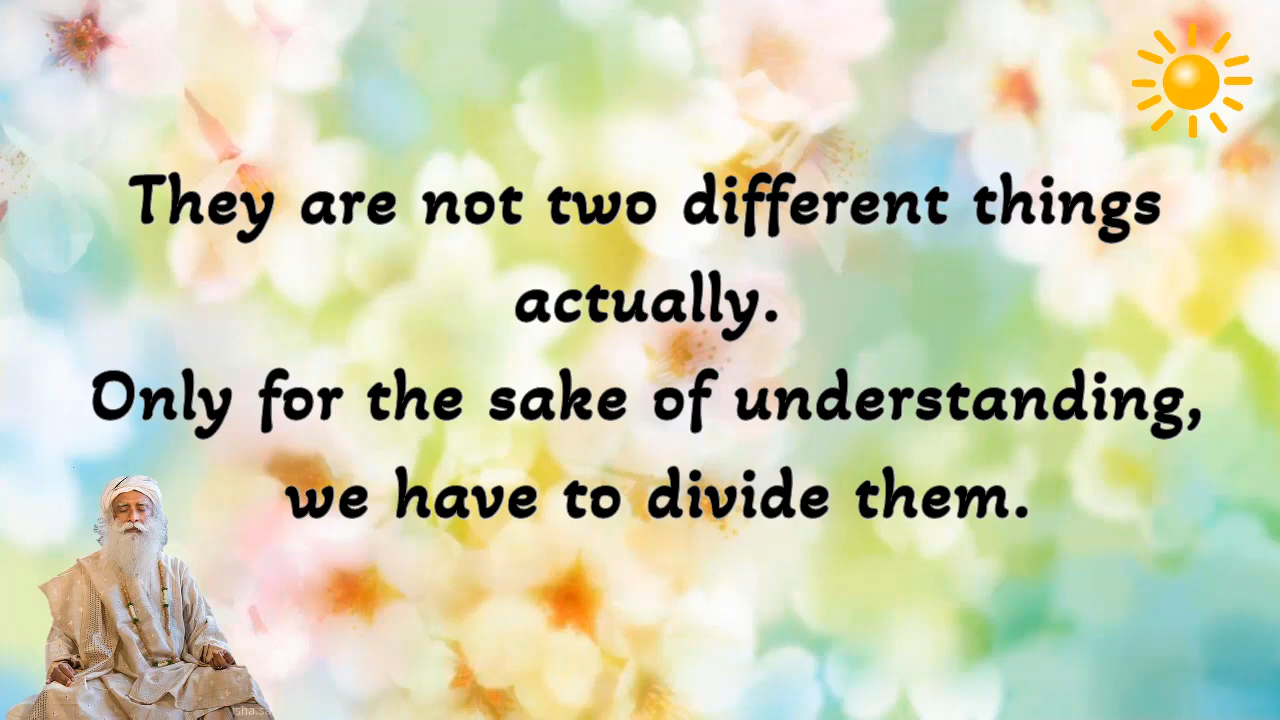 They are not two different things
actually.
Only for the sake of understanding,
we have to divide them.